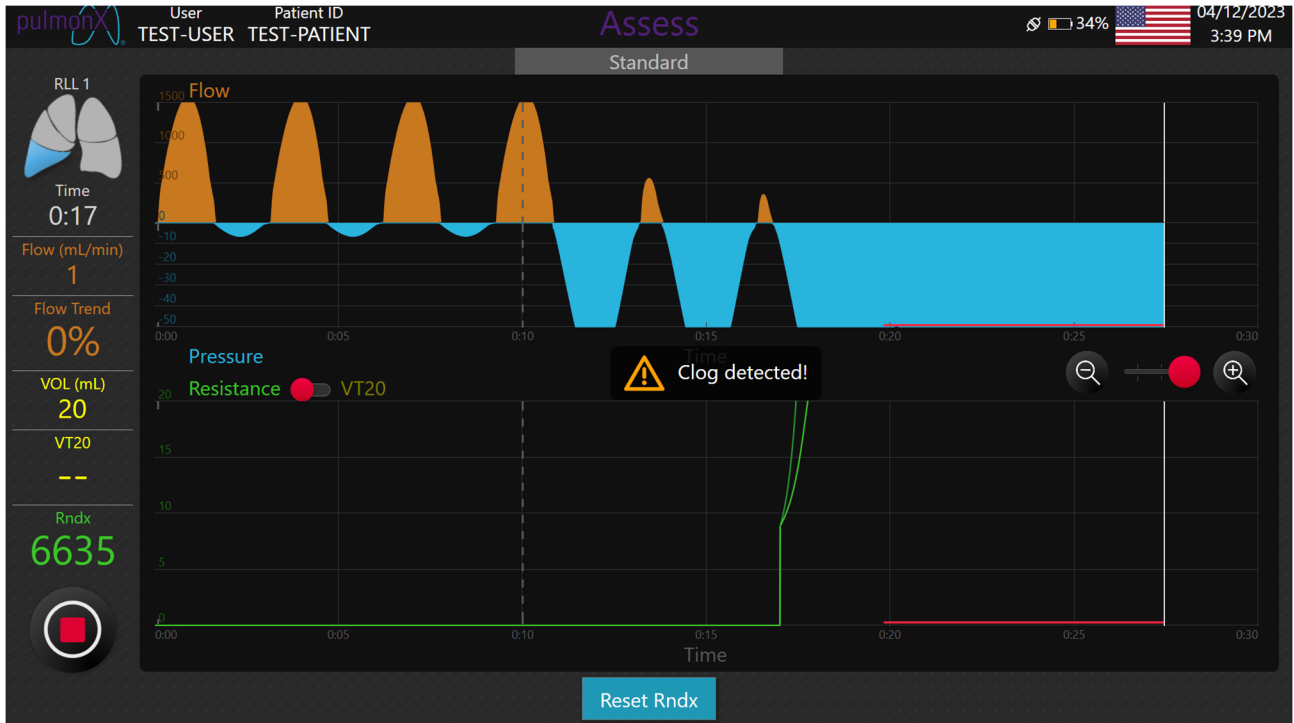 pulmonX
User
TEST-USER
Patient ID
TEST-PATIENT
Assess
34%
04/12/2023
3:39 PM
Standard
RLL 1
Time
0:17
Flow (mL/min)
1
Flow Trend
0%
VOL (mL)
20
VT20
--
Rndx
6635
Flow
1500
1000
500
0
-10
-20
-30
-40
-50
0:00
0:05
0:10
0:15
0:20
0:25
0:30
Time
Pressure
Clog detected!
Resistance
VT20
20
15
10
5
0
0:00
0:05
0:10
0:15
0:20
0:25
0:30
Time
Reset Rndx